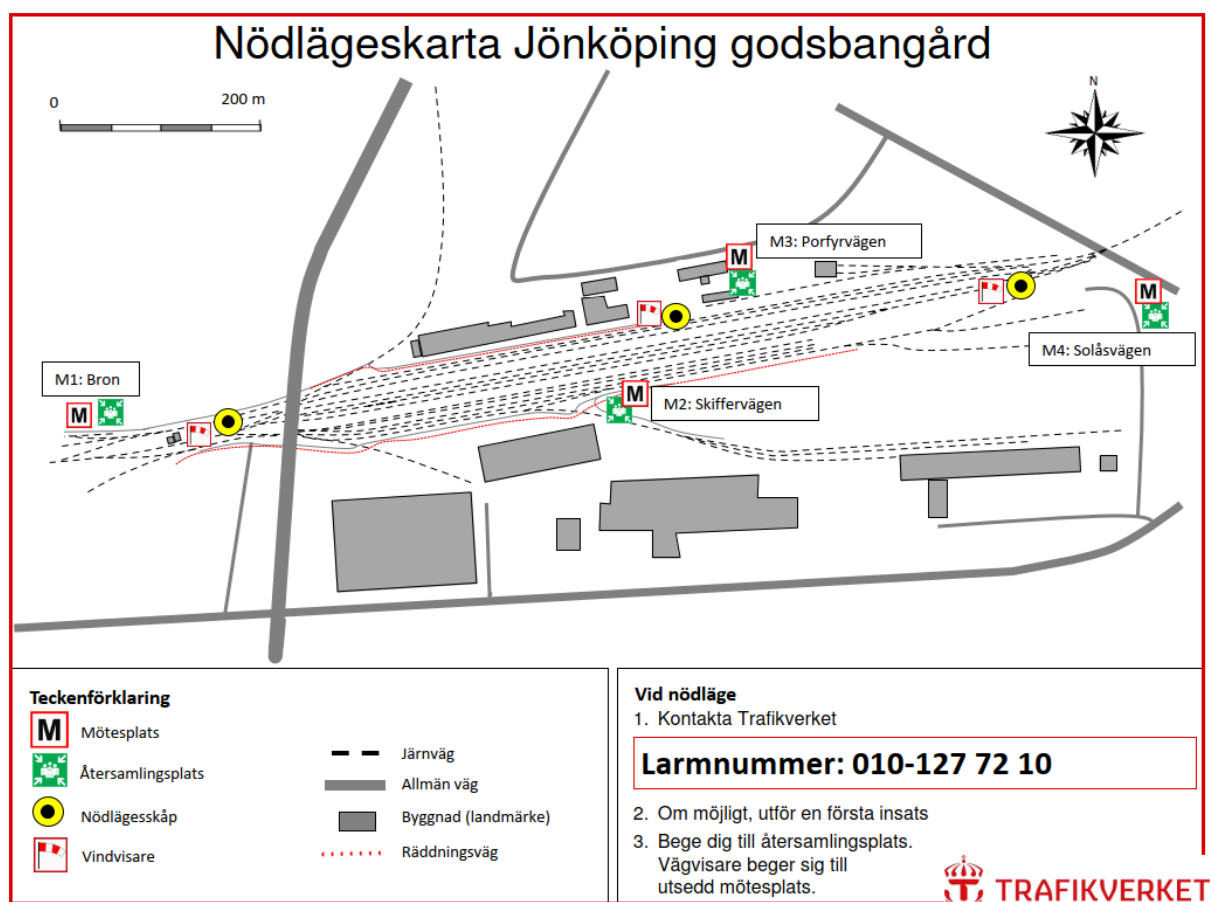 Nödlägeskarta Jönköping godsbangård
0 200 m
N
M3: Porfyrvägen
M
M
M4: Solåsvägen
M1: Bron
M
M
M2: Skiffervägen
Teckenförklaring
M Mötesplats
Återsamlingsplats
Nödlägesskåp
Vindvisare
Järnväg
Allmän väg
Byggnad (landmärke)
Räddningsväg
Vid nödläge
1. Kontakta Trafikverket
Larmnummer: 010-127 72 10
2. Om möjligt, utför en första insats
3. Bege dig till återsamlingsplats.
Vägvisare beger sig till
utsedd mötesplats.
TRAFIKVERKET